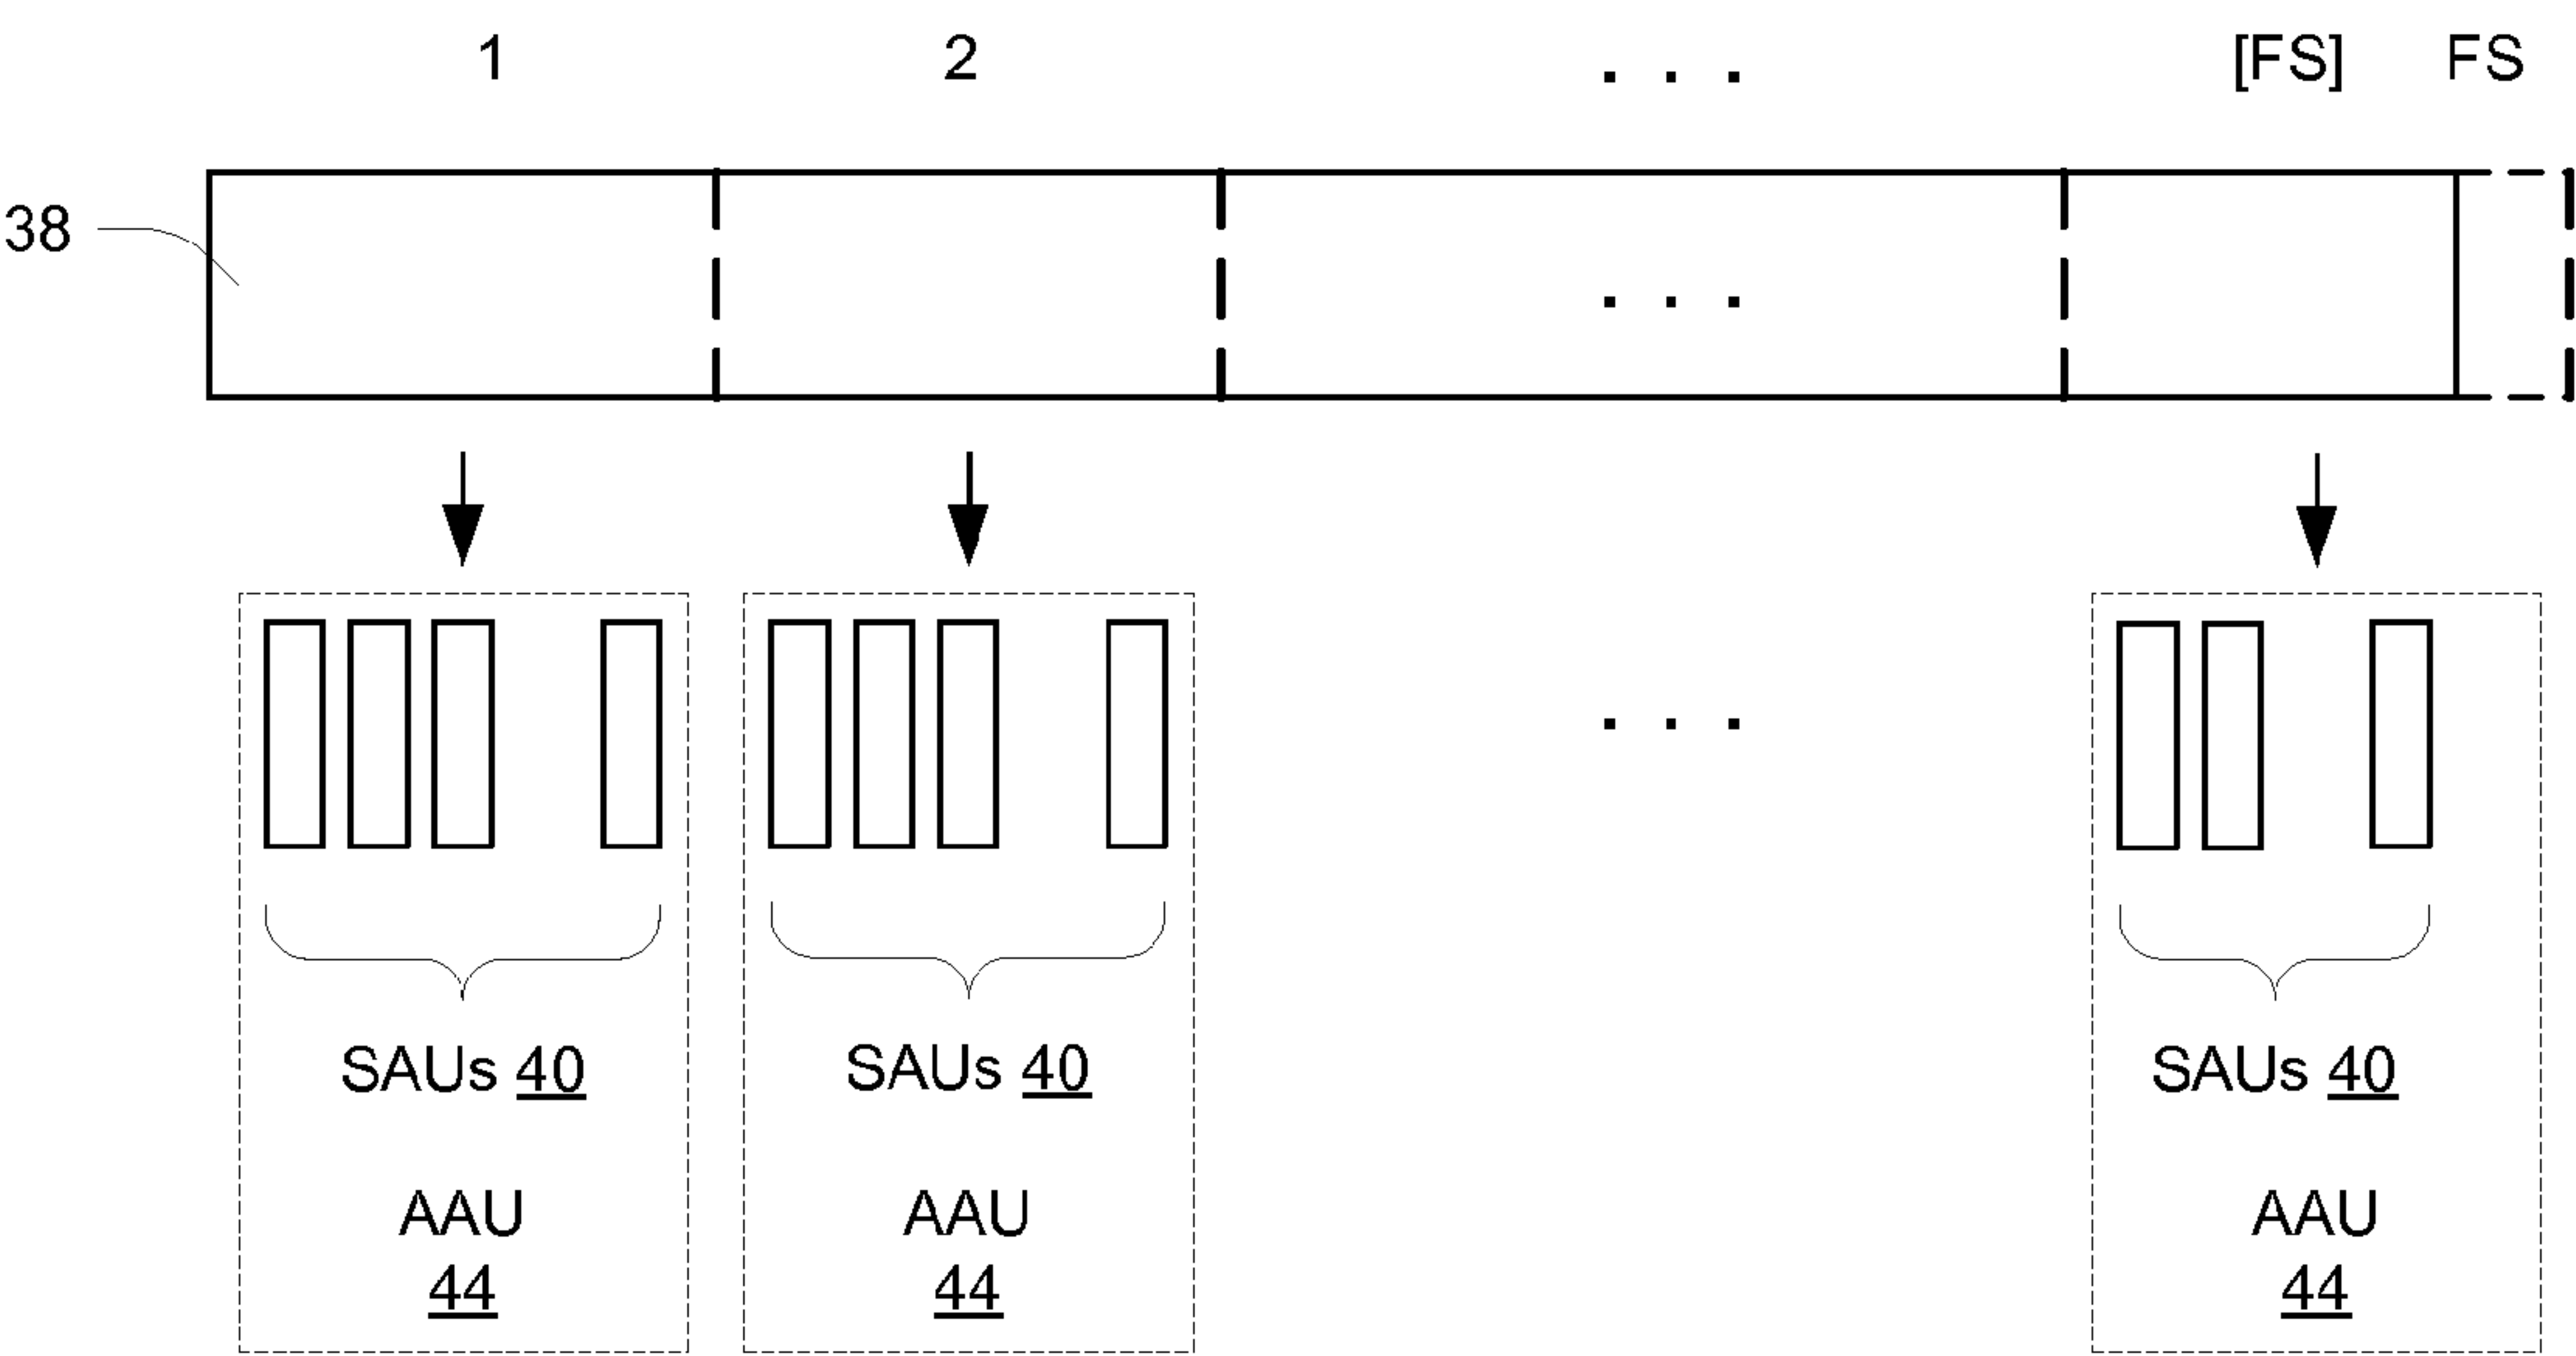 1 2 . . . [FS] FS
38
. . .
. . .
SAUs 40 SAUs 40 SAUs 40
AAU AAU AAU
44 44 44